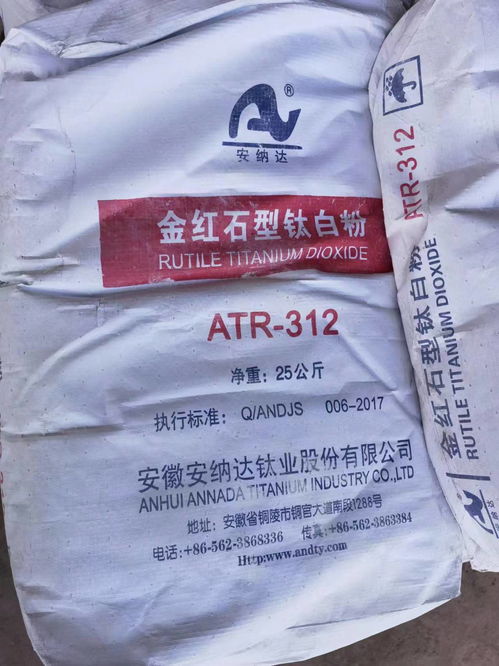 ®
安纳达
金红石型钛白粉
RUTILE TITANIUM DIOXIDE
ATR-312
净重: 25公斤
执行标准: Q/ANDJS 006-2017
安徽安纳达钛业股份有限公司
ANHUI ANNADA TITANIUM INDUSTRY CO.,LTD
地址: 安徽省铜陵市铜官大道南段1288号
电话:+86-562-3868336 传真:+86-562-3863384
Http:www.andty.com
ATR-312
金红石型钛白粉
RUTILE TITANIUM DIOXIDE